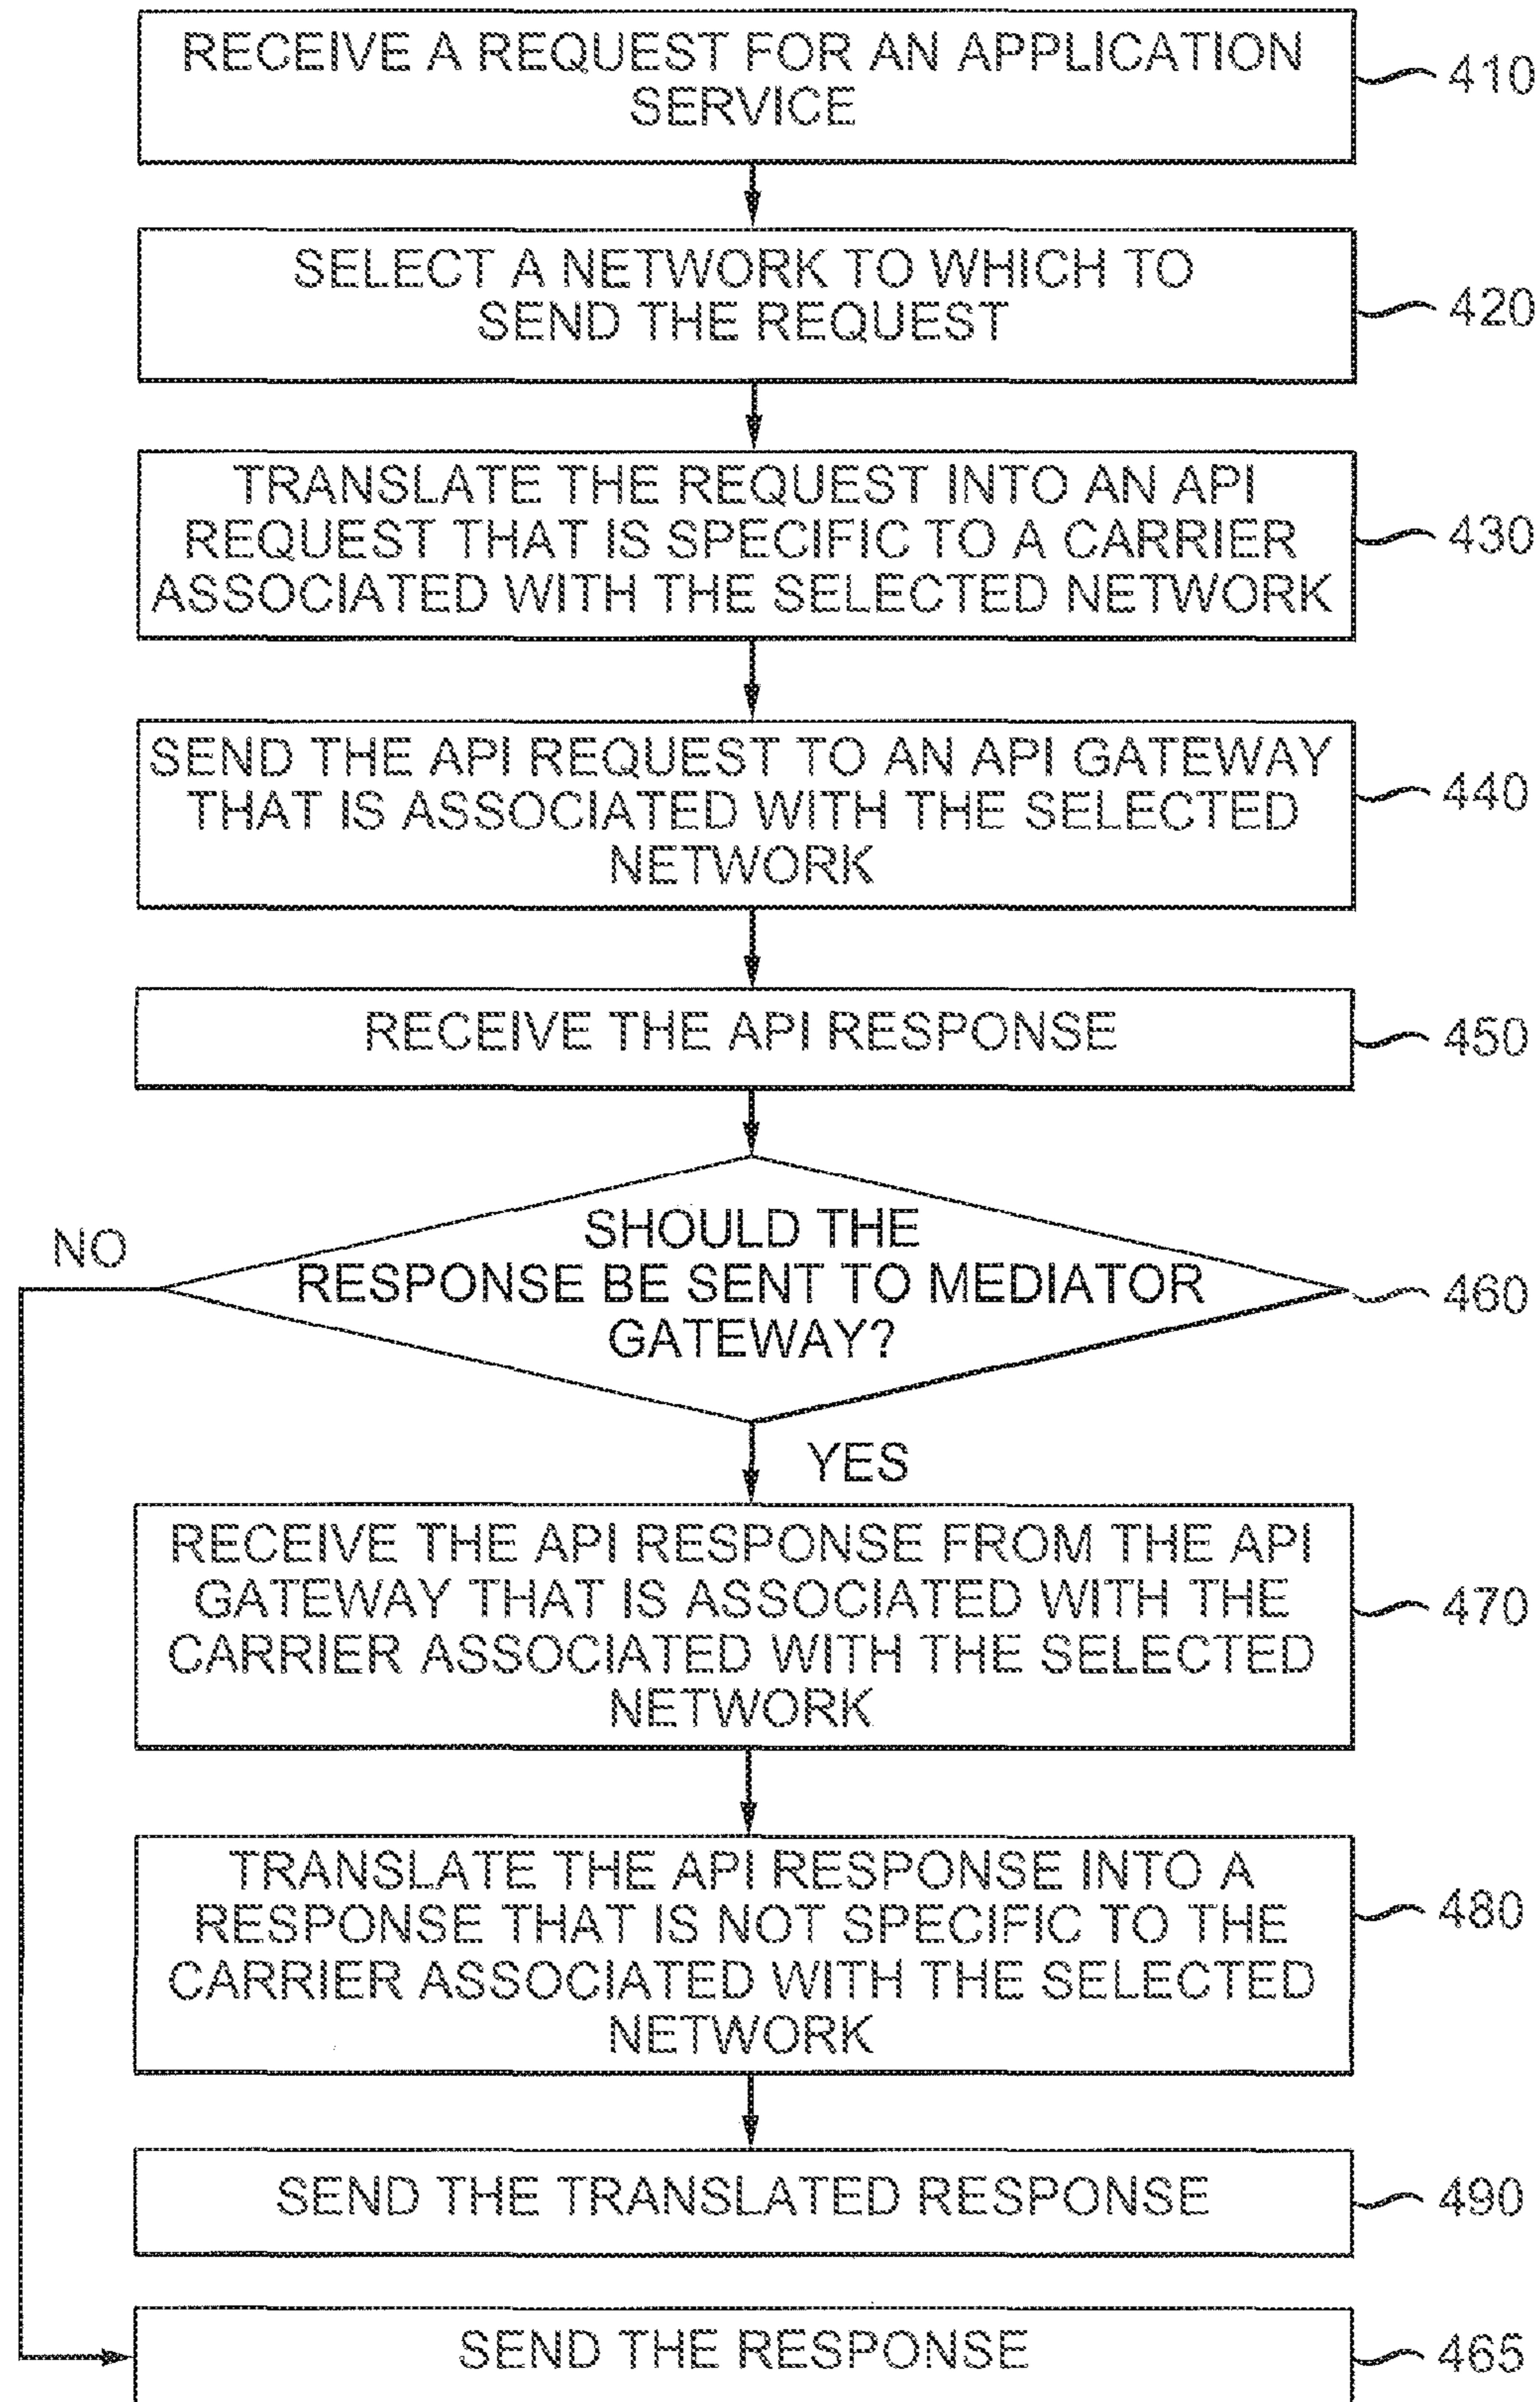 RECEIVE A REQUEST FOR AN APPLICATION
SERVICE
410
SELECT A NETWORK TO WHICH TO
SEND THE REQUEST
420
TRANSLATE THE REQUEST INTO AN API
REQUEST THAT IS SPECIFIC TO A CARRIER
ASSOCIATED WITH THE SELECTED NETWORK
430
SEND THE API REQUEST TO AN API GATEWAY
THAT IS ASSOCIATED WITH THE SELECTED
NETWORK
440
RECEIVE THE API RESPONSE
450
NO
SHOULD THE
RESPONSE BE SENT TO MEDIATOR
GATEWAY?
460
YES
RECEIVE THE API RESPONSE FROM THE API
GATEWAY THAT IS ASSOCIATED WITH THE
CARRIER ASSOCIATED WITH THE SELECTED
NETWORK
470
TRANSLATE THE API RESPONSE INTO A
RESPONSE THAT IS NOT SPECIFIC TO THE
CARRIER ASSOCIATED WITH THE SELECTED
NETWORK
480
SEND THE TRANSLATED RESPONSE
490
SEND THE RESPONSE
465